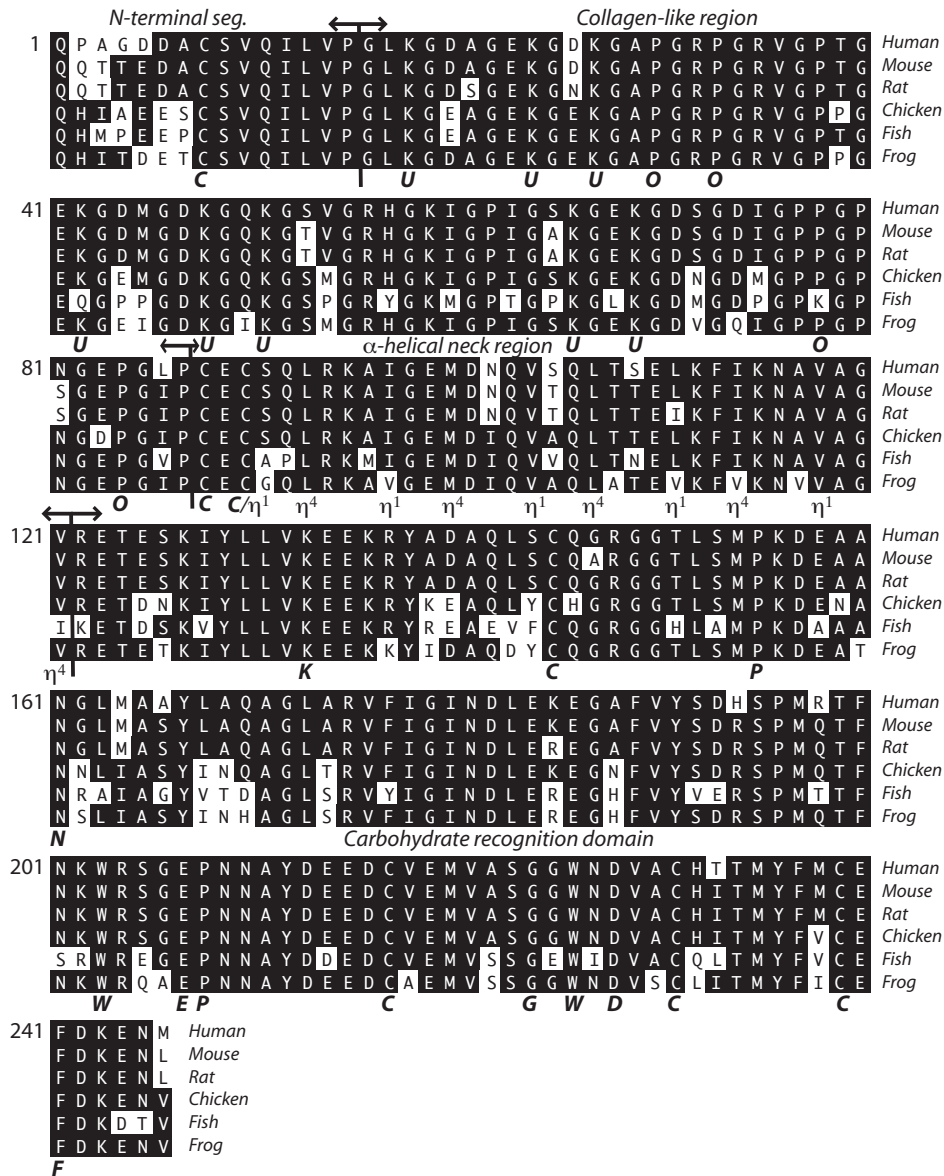 N-terminal seg. Collagen-like region
1 Q P A G D D A C S V Q I L V P G L K G D A G E K G D K G A P G R P G R V G P T G Human
Q Q T T E D A C S V Q I L V P G L K G D A G E K G D K G A P G R P G R V G P T G Mouse
Q Q T T E D A C S V Q I L V P G L K G D S G E K G N K G A P G R P G R V G P T G Rat
Q H I A E E S C S V Q I L V P G L K G E A G E K G E K G A P G R P G R V G P P G Chicken
Q H M P E E P C S V Q I L V P G L K G E A G E K G E K G A P G R P G R V G P T G Fish
Q H I T D E T C S V Q I L V P G L K G D A G E K G E K G A P G R P G R V G P P G Frog
C U U U O O
41 E K G D M G D K G Q K G S V G R H G K I G P I G S K G E K G D S G D I G P P G P Human
E K G D M G D K G Q K G T V G R H G K I G P I G A K G E K G D S G D I G P P G P Mouse
E K G D M G D K G Q K G T V G R H G K I G P I G A K G E K G D S G D I G P P G P Rat
E K G E M G D K G Q K G S M G R H G K I G P I G S K G E K G D N G D M G P P G P Chicken
E Q G P P G D K G Q K G S P G R Y G K M G P T G P K G L K G D M G D P G P K G P Fish
E K G E I G D K G I K G S M G R H G K I G P I G S K G E K G D V G Q I G P P G P Frog
U U U U U O
α-helical neck region
81 N G E P G L P C E C S Q L R K A I G E M D N Q V S Q L T S E L K F I K N A V A G Human
S G E P G I P C E C S Q L R K A I G E M D N Q V T Q L T T E L K F I K N A V A G Mouse
S G E P G I P C E C S Q L R K A I G E M D N Q V T Q L T T E I K F I K N A V A G Rat
N G D P G I P C E C S Q L R K A I G E M D I Q V A Q L T T E L K F I K N A V A G Chicken
N G E P G V P C E C A P L R K M I G E M D I Q V V Q L T N E L K F I K N A V A G Fish
N G E P G I P C E C G Q L R K A V G E M D I Q V A Q L A T E V K F V K N V V A G Frog
O C C/η1 η4 η1 η4 η1 η4 η1 η4 η1
121 V R E T E S K I Y L L V K E E K R Y A D A Q L S C Q G R G G T L S M P K D E A A Human
V R E T E S K I Y L L V K E E K R Y A D A Q L S C Q A R G G T L S M P K D E A A Mouse
V R E T E S K I Y L L V K E E K R Y A D A Q L S C Q G R G G T L S M P K D E A A Rat
V R E T D N K I Y L L V K E E K R Y K E A Q L Y C H G R G G T L S M P K D E N A Chicken
I K E T D S K V Y L L V K E E K R Y R E A E V F C Q G R G G H L A M P K D A A A Fish
V R E T E T K I Y L L V K E E K K Y I D A Q D Y C Q G R G G T L S M P K D E A T Frog
η4 K C P
161 N G L M A A Y L A Q A G L A R V F I G I N D L E K E G A F V Y S D H S P M R T F Human
N G L M A S Y L A Q A G L A R V F I G I N D L E K E G A F V Y S D R S P M Q T F Mouse
N G L M A S Y L A Q A G L A R V F I G I N D L E R E G A F V Y S D R S P M Q T F Rat
N N L I A S Y I N Q A G L T R V F I G I N D L E K E G N F V Y S D R S P M Q T F Chicken
N R A I A G Y V T D A G L S R V Y I G I N D L E R E G H F V Y V E R S P M T T F Fish
N S L I A S Y I N H A G L S R V F I G I N D L E R E G H F V Y S D R S P M Q T F Frog
N Carbohydrate recognition domain
201 N K W R S G E P N N A Y D E E D C V E M V A S G G W N D V A C H T T M Y F M C E Human
N K W R S G E P N N A Y D E E D C V E M V A S G G W N D V A C H I T M Y F M C E Mouse
N K W R S G E P N N A Y D E E D C V E M V A S G G W N D V A C H I T M Y F M C E Rat
N K W R S G E P N N A Y D E E D C V E M V A S G G W N D V A C H I T M Y F V C E Chicken
S R W R E G E P N N A Y D D E D C V E M V S S G E W I D V A C Q L T M Y F V C E Fish
N K W R Q A E P N N A Y D E E D C A E M V S S G G W N D V S C L I T M Y F I C E Frog
W E P C G W D C C
241 F D K E N M Human
F D K E N L Mouse
F D K E N L Rat
F D K E N V Chicken
F D K D T V Fish
F D K E N V Frog
F